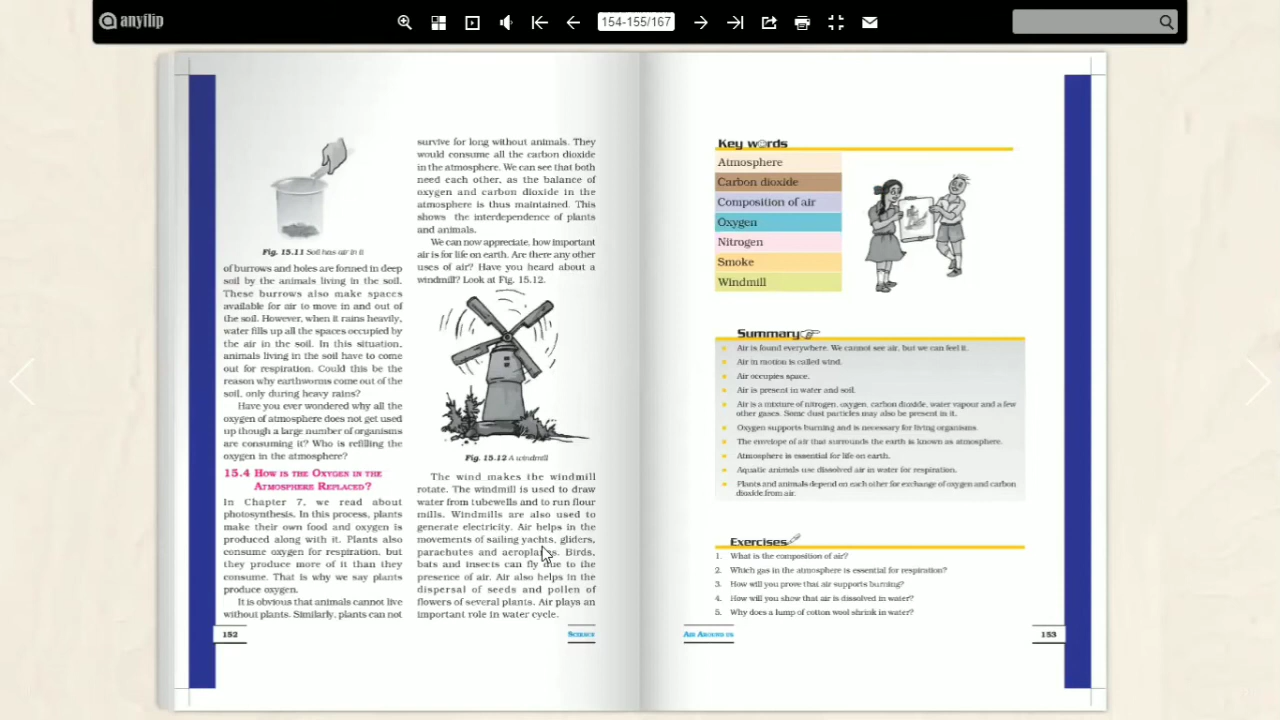 anyflip
154-155/167
Fig. 15.11 Soil has air in it
of burrows and holes are formed in deep
soil by the animals living in the soil.
These burrows also make spaces
available for air to move in and out of
the soil. However, when it rains heavily,
water fills up all the spaces occupied by
the air in the soil. In this situation,
animals living in the soil have to come
out for respiration. Could this be the
reason why earthworms come out of the
soil, only during heavy rains?
Have you ever wondered why all the
oxygen of atmosphere does not get used
up though a large number of organisms
are consuming it? Who is refilling the
oxygen in the atmosphere?
15.4 How is the Oxygen in the
Atmosphere Replaced?
In Chapter 7, we read about
photosynthesis. In this process, plants
make their own food and oxygen is
produced along with it. Plants also
consume oxygen for respiration, but
they produce more of it than they
consume. That is why we say plants
produce oxygen.
It is obvious that animals cannot live
without plants. Similarly, plants can not
152
survive for long without animals. They
would consume all the carbon dioxide
in the atmosphere. We can see that both
need each other, as the balance of
oxygen and carbon dioxide in the
atmosphere is thus maintained. This
shows the interdependence of plants
and animals.
We can now appreciate, how important
air is for life on earth. Are there any other
uses of air? Have you heard about a
windmill? Look at Fig. 15.12.
Fig. 15.12 A windmill
The wind makes the windmill
rotate. The windmill is used to draw
water from tubewells and to run flour
mills. Windmills are also used to
generate electricity. Air helps in the
movements of sailing yachts, gliders,
parachutes and aeroplanes. Birds,
bats and insects can fly due to the
presence of air. Air also helps in the
dispersal of seeds and pollen of
flowers of several plants. Air plays an
important role in water cycle.
Science
Key words
Atmosphere
Carbon dioxide
Composition of air
Oxygen
Nitrogen
Smoke
Windmill
Summary
Air is found everywhere. We cannot see air, but we can feel it.
Air in motion is called wind.
Air occupies space.
Air is present in water and soil.
Air is a mixture of nitrogen, oxygen, carbon dioxide, water vapour and a few
other gases. Some dust particles may also be present in it.
Oxygen supports burning and is necessary for living organisms.
The envelope of air that surrounds the earth is known as atmosphere.
Atmosphere is essential for life on earth.
Aquatic animals use dissolved air in water for respiration.
Plants and animals depend on each other for exchange of oxygen and carbon
dioxide from air.
Exercises
1. What is the composition of air?
2. Which gas in the atmosphere is essential for respiration?
3. How will you prove that air supports burning?
4. How will you show that air is dissolved in water?
5. Why does a lump of cotton wool shrink in water?
Air Around us
153